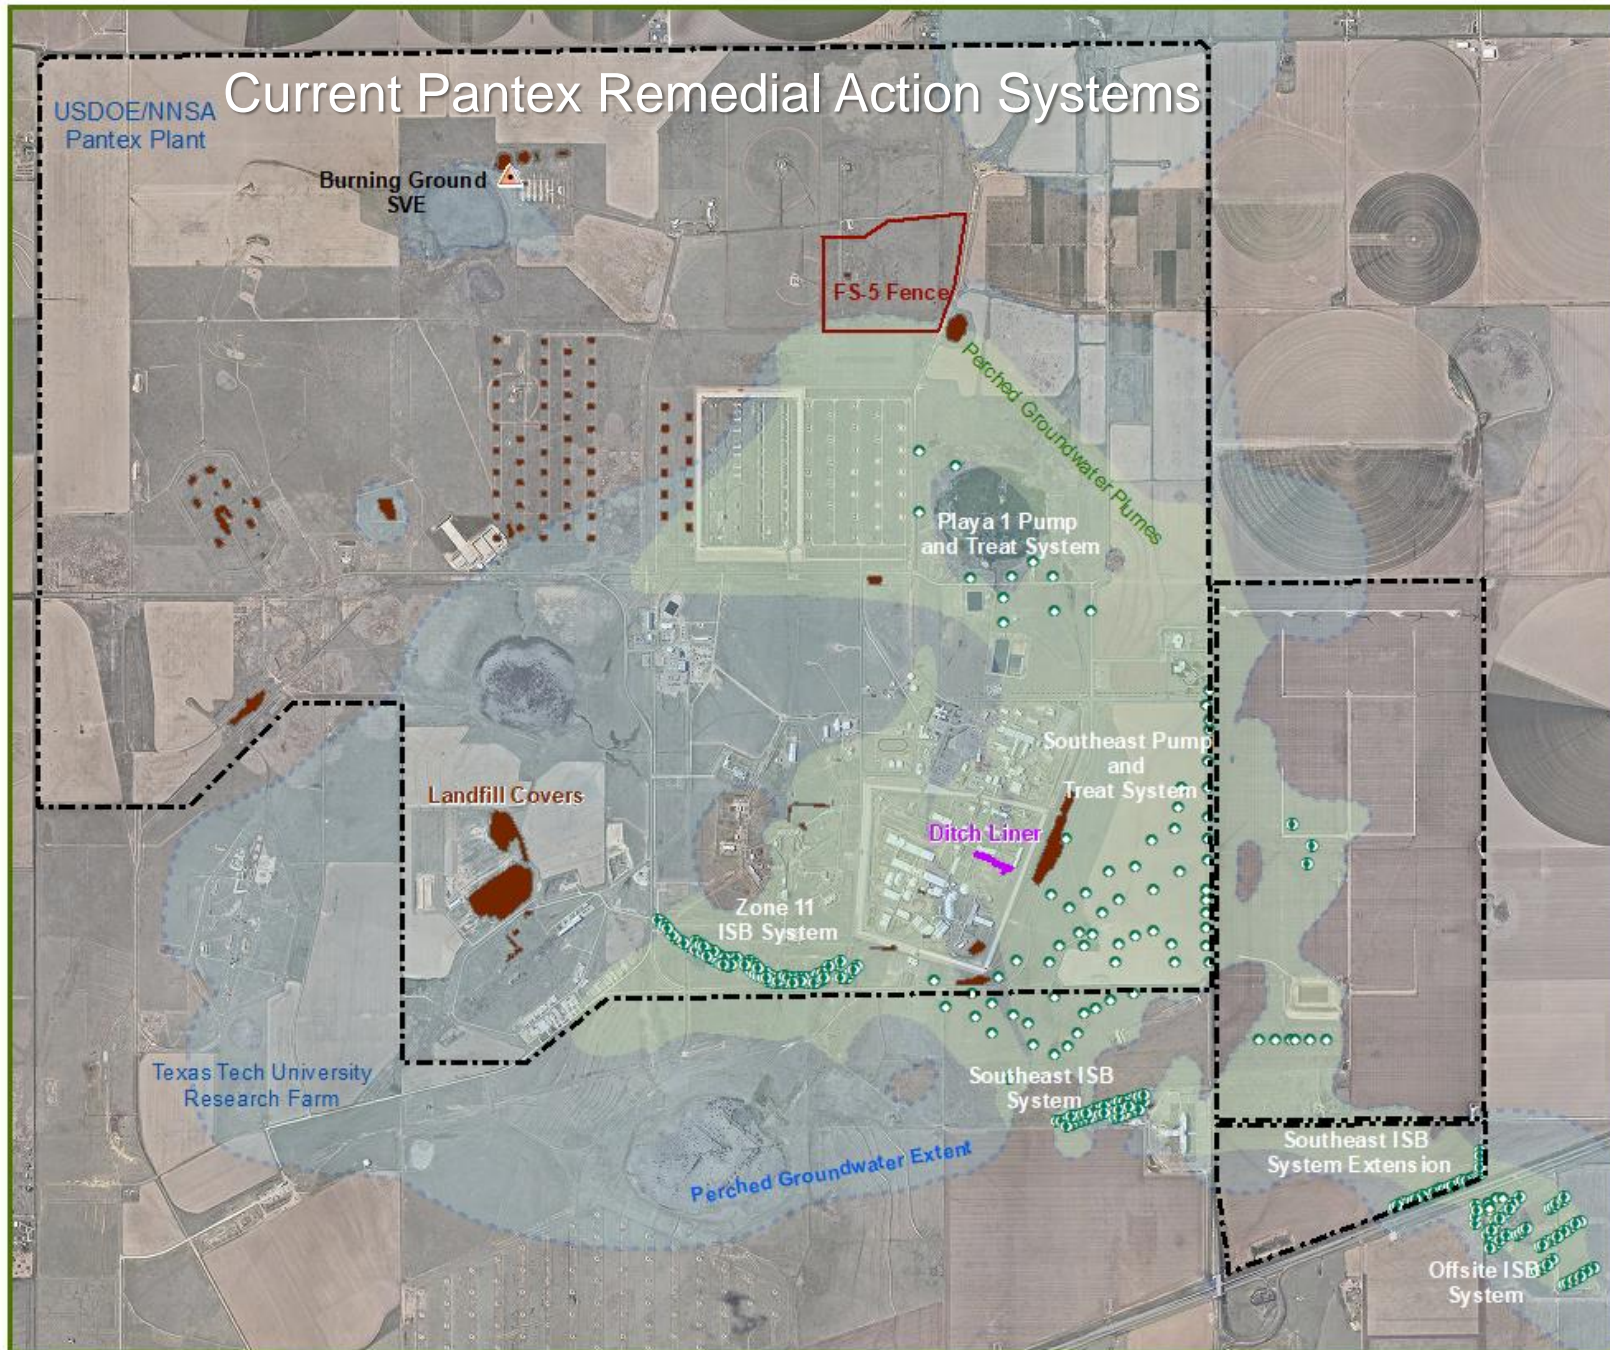 Current Pantex Remedial Action Systems
USDOE/NNSA
Pantex Plant
Burning Ground
SVE
FS-5 Fence
Perched Groundwater Plumes
Playa 1 Pump
and Treat System
Southeast Pump
and
Treat System
Landfill Covers
Ditch Liner
Zone 11
ISB System
Texas Tech University
Research Farm
Southeast ISB
System
Perched Groundwater Extent
Southeast ISB
System Extension
Offsite ISB
System